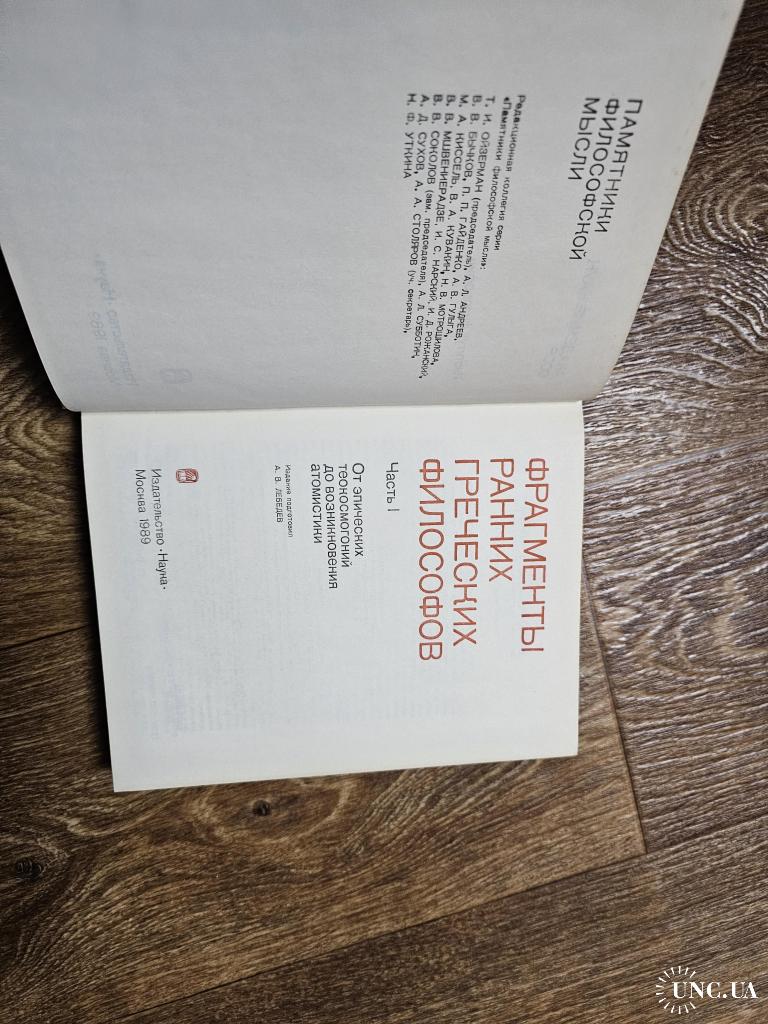 ПАМЯТНИКИ
ФИЛОСОФСКОЙ
МЫСЛИ
Редакционная коллегия серии
«Памятники философской мысли»:
Т. И. ОЙЗЕРМАН (председатель), А. Л. АНДРЕЕВ,
В. В. БЫЧКОВ, П. П. ГАЙДЕНКО, А. В. ГУЛЫГА,
М. А. КИССЕЛЬ, В. А. КУВАКИН, Н. В. МОТРОШИЛОВА,
В. В. МШВЕНИЕРАДЗЕ, И. С. НАРСКИЙ, И. Д. РОЖАНСКИЙ,
В. В. СОКОЛОВ (зам. председателя), А. Л. СУББОТИН,
А. Д. СУХОВ, А. А. СТОЛЯРОВ (уч. секретарь),
Н. Ф. УТКИНА
ФРАГМЕНТЫ
РАННИХ
ГРЕЧЕСКИХ
ФИЛОСОФОВ
Часть I
От эпических
теокосмогоний
до возникновения
атомистики
Издание подготовил
А. В. ЛЕБЕДЕВ
Издательство «Наука»
Москва 1989
UNC.UA